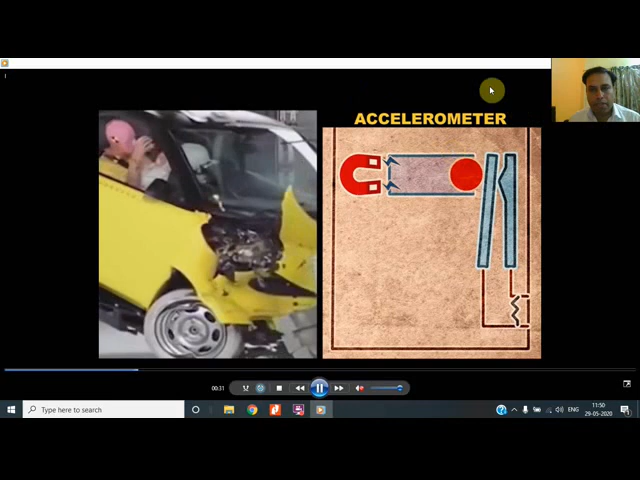 ACCELEROMETER
00:31
Type here to search
ENG
11:50
29-05-2020